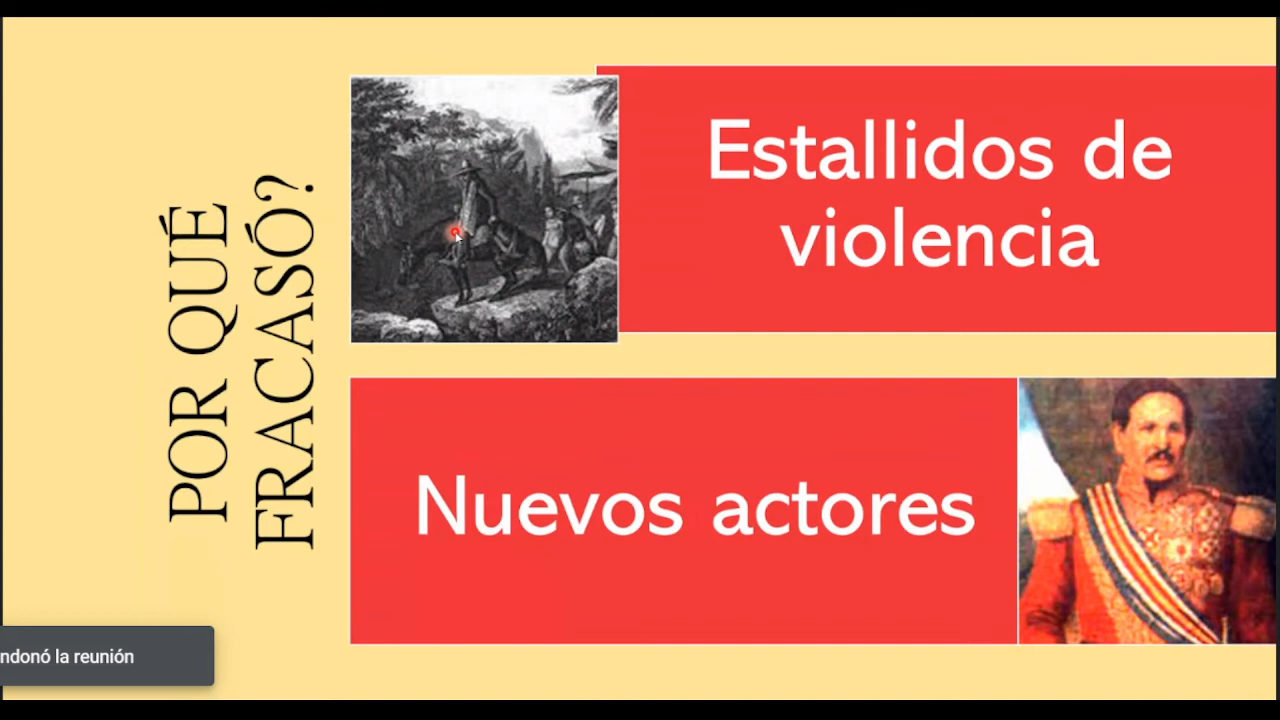 POR QUÉ
FRACASÓ?
Estallidos de
violencia
Nuevos actores
ndonó la reunión